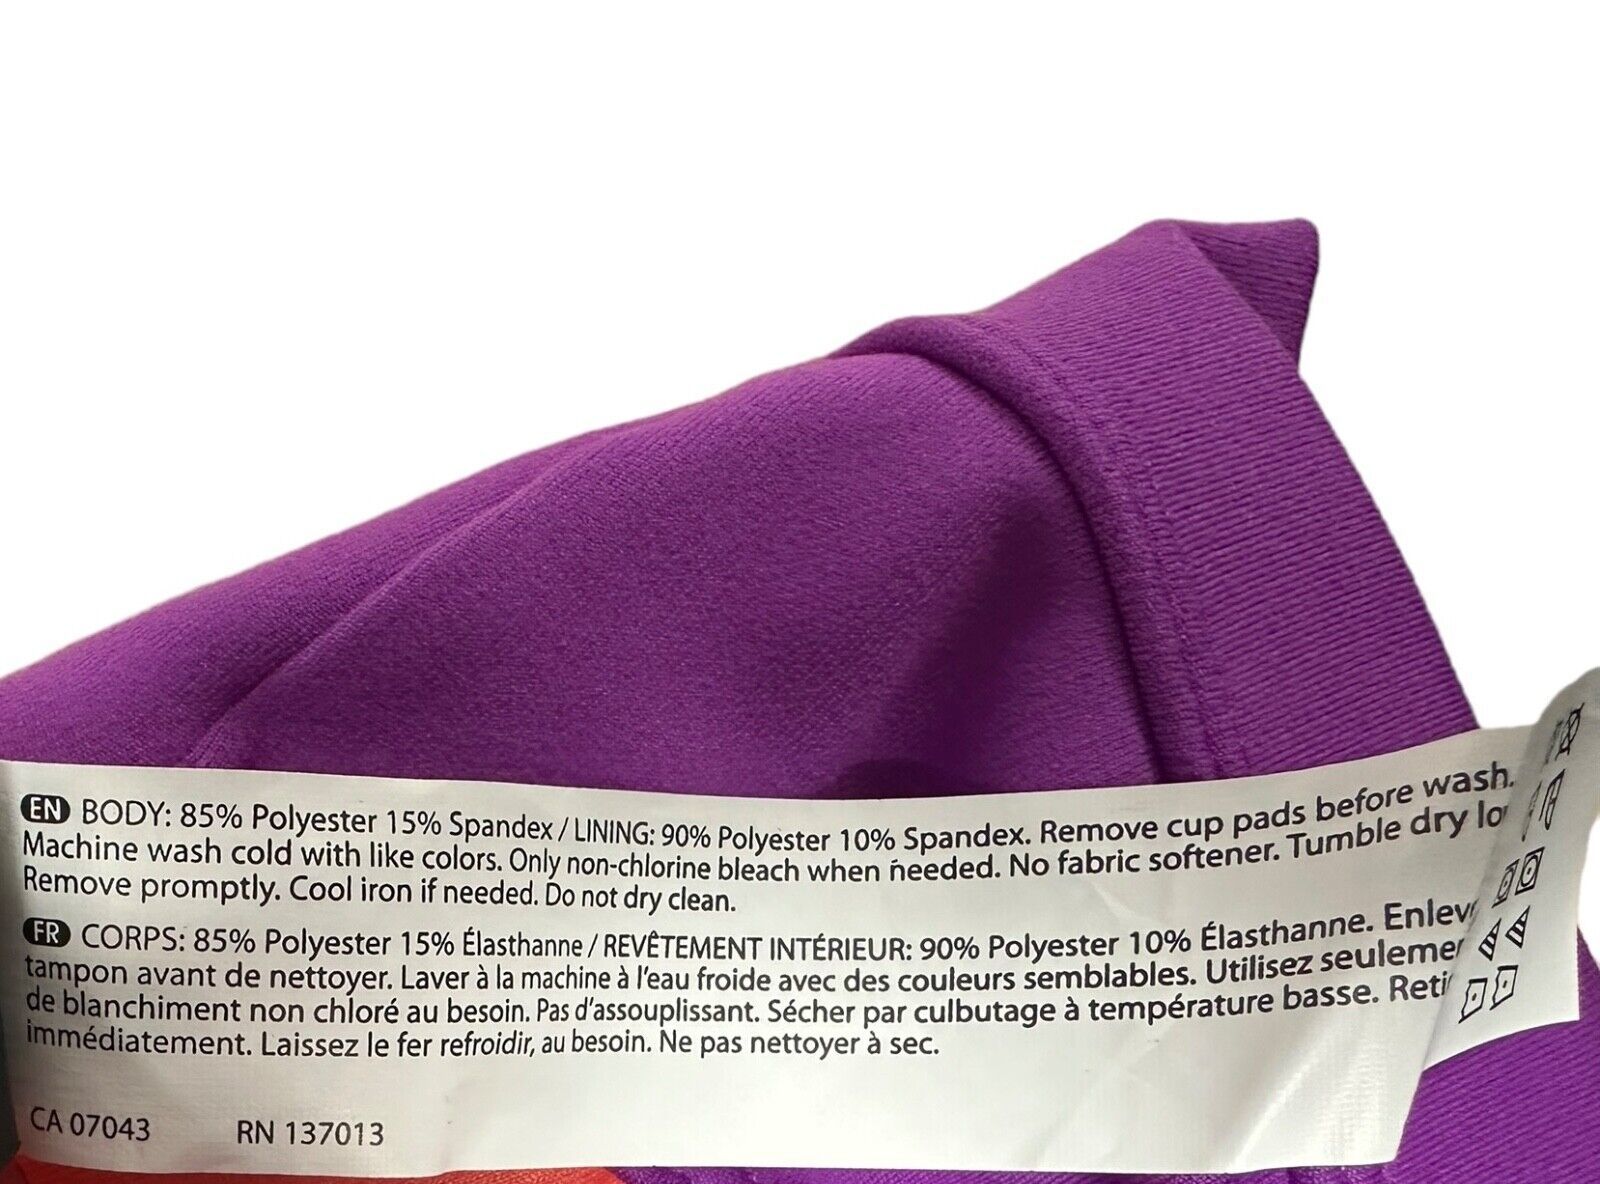 EN BODY: 85% Polyester 15% Spandex / LINING: 90% Polyester 10% Spandex. Remove cup pads before wash.
Machine wash cold with like colors. Only non-chlorine bleach when needed. No fabric softener. Tumble dry
Remove promptly. Cool iron if needed. Do not dry clean.
FR CORPS: 85% Polyester 15% Élasthanne / REVÊTEMENT INTÉRIEUR: 90% Polyester 10% Élasthanne.
tampon avant de nettoyer. Laver à la machine à l'eau froide avec des couleurs semblables. Utilisez
de blanchiment non chloré au besoin. Pas d'assouplissant. Sécher par culbutage à température basse.
immédiatement. Laissez le fer refroidir, au besoin. Ne pas nettoyer à sec.
CA 07043 RN 137013